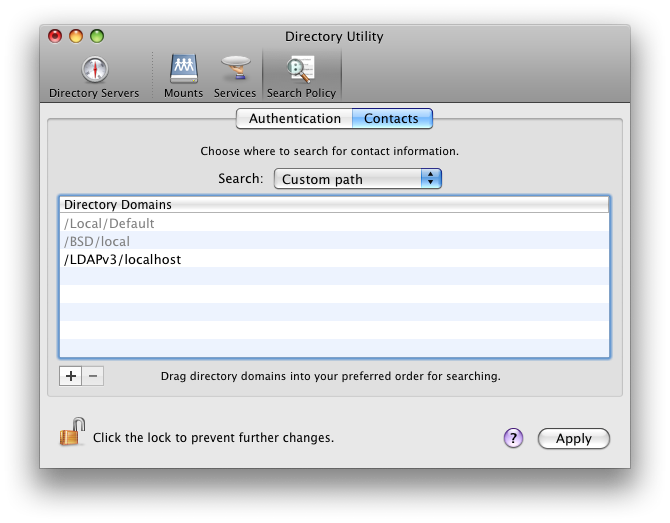 Directory Utility
Directory Servers Mounts Services Search Policy
Authentication Contacts
Choose where to search for contact information.
Search: Custom path
Directory Domains
/Local/Default
/BSD/local
/LDAPv3/localhost
+ −
Drag directory domains into your preferred order for searching.
Click the lock to prevent further changes.
? Apply